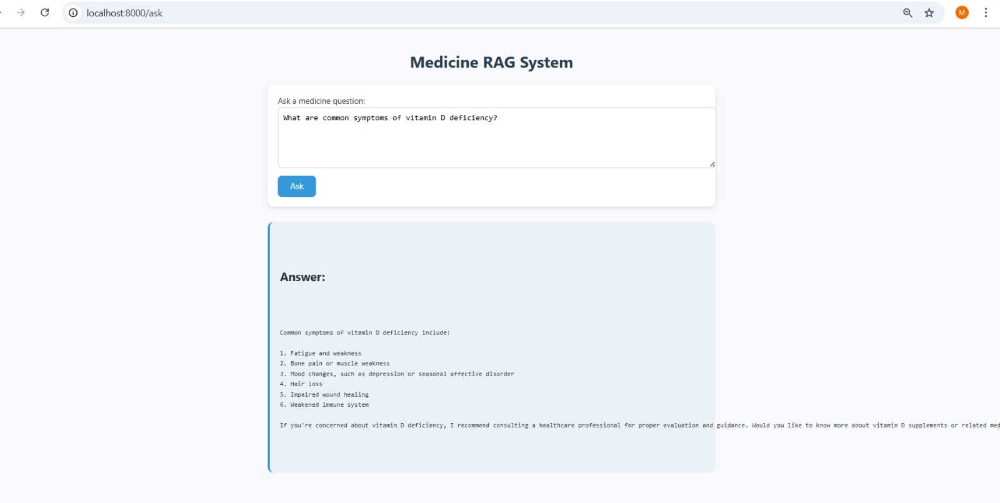 localhost:8000/ask
M
Medicine RAG System
Ask a medicine question:
What are common symptoms of vitamin D deficiency?
Ask
Answer:
Common symptoms of vitamin D deficiency include:
1. Fatigue and weakness
2. Bone pain or muscle weakness
3. Mood changes, such as depression or seasonal affective disorder
4. Hair loss
5. Impaired wound healing
6. Weakened immune system
If you're concerned about vitamin D deficiency, I recommend consulting a healthcare professional for proper evaluation and guidance. Would you like to know more about vitamin D supplements or related med